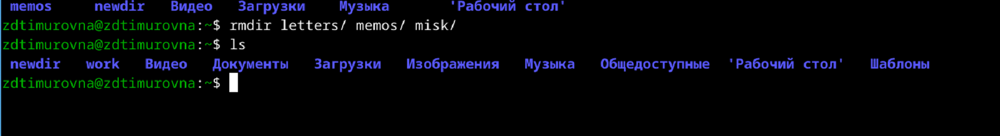 memos newdir Видео Загрузки Музыка 'Рабочий стол'
zdtimurovna@zdtimurovna:~$ rmdir letters/ memos/ misk/
zdtimurovna@zdtimurovna:~$ ls
newdir work Видео Документы Загрузки Изображения Музыка Общедоступные 'Рабочий стол' Шаблоны
zdtimurovna@zdtimurovna:~$